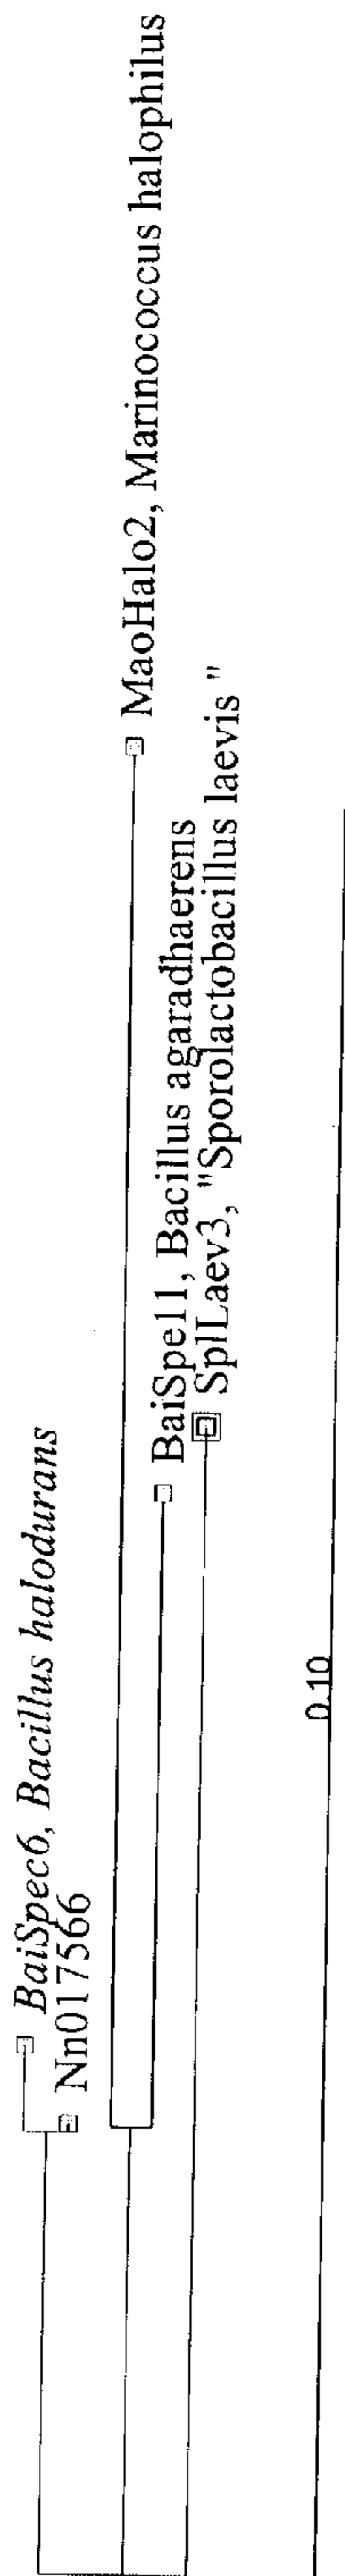 BaiSpec6, Bacillus halodurans
Nn017566
MaoHalo2, Marinococcus halophilus
BaiSpe11, Bacillus agaradhaerens
SplLaev3, "Sporolactobacillus laevis "
0.10